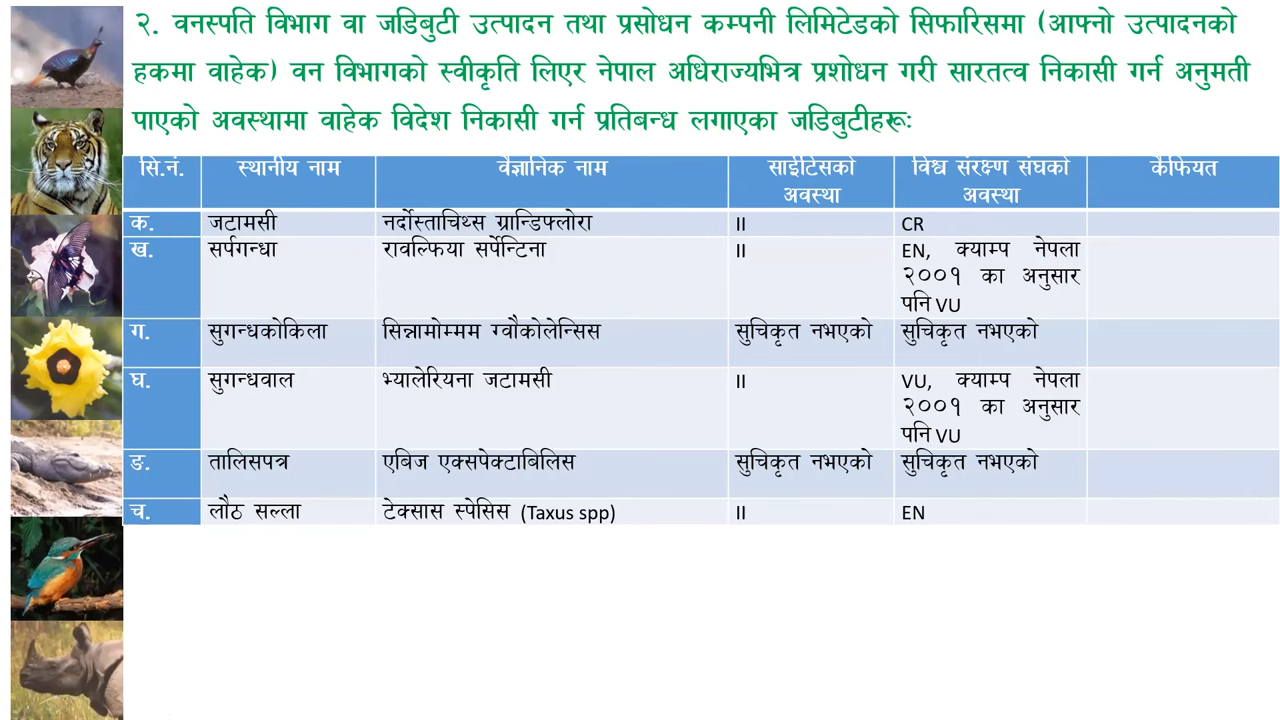 २. वनस्पति विभाग वा जडिबुटी उत्पादन तथा प्रसोधन कम्पनी लिमिटेडको सिफारिसमा (आफ्नो उत्पादनको
हकमा वाहेक) वन विभागको स्वीकृति लिएर नेपाल अधिराज्यभित्र प्रशोधन गरी सारतत्व निकासी गर्न अनुमती
पाएको अवस्थामा वाहेक विदेश निकासी गर्न प्रतिबन्ध लगाएका जडिबुटीहरूः
सि.नं. स्थानीय नाम वैज्ञानिक नाम साईटिसको अवस्था विश्व संरक्ष्ण संघको अवस्था कैफियत
क. जटामसी नर्दोस्ताचिथ्स ग्रान्डिफ्लोरा II CR
ख. सर्पगन्धा रावल्फिया सर्पेन्टिना II EN, क्याम्प नेपला
२००१ का अनुसार
पनि VU
ग. सुगन्धकोकिला सिन्नामोम्मम ग्वौकोलेन्सिस सुचिकृत नभएको सुचिकृत नभएको
घ. सुगन्धवाल भ्यालेरियना जटामसी II VU, क्याम्प नेपला
२००१ का अनुसार
पनि VU
ङ. तालिसपत्र एबिज एक्सपेक्टाबिलिस सुचिकृत नभएको सुचिकृत नभएको
च. लौठ सल्ला टेक्सास स्पेसिस (Taxus spp) II EN